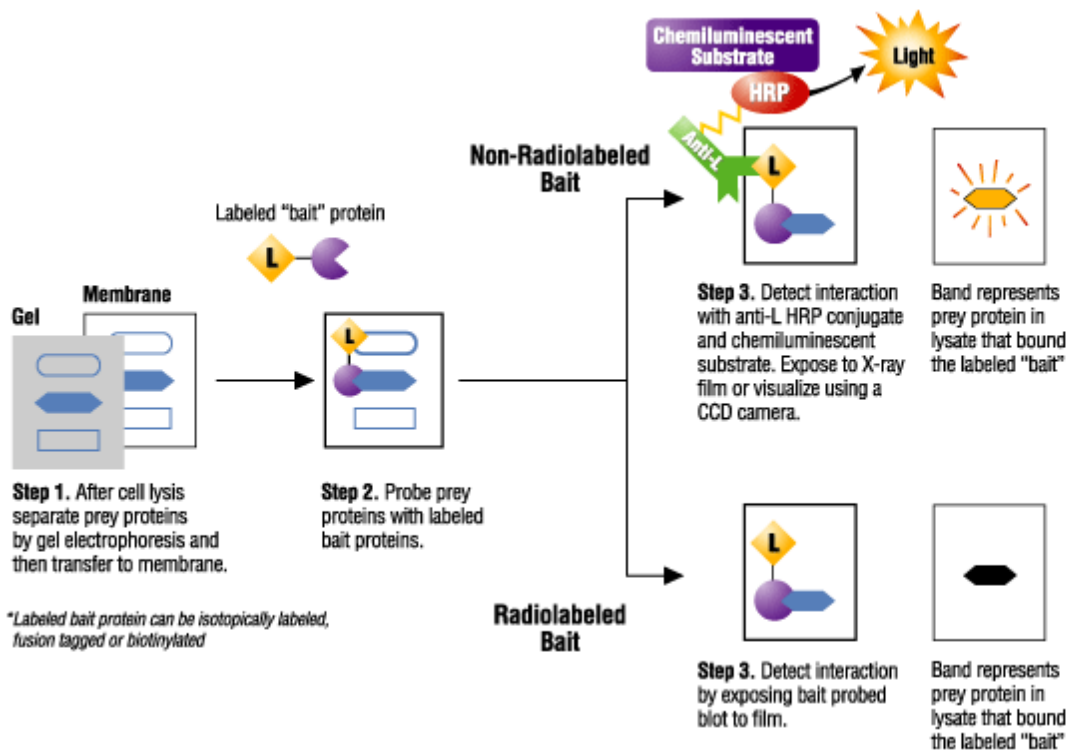 Chemiluminescent
Substrate
Light
HRP
Anti-L
L
Non-Radiolabeled
Bait
Labeled "bait" protein
L
Membrane
Gel
L
Step 1. After cell lysis
separate prey proteins
by gel electrophoresis and
then transfer to membrane.
Step 2. Probe prey
proteins with labeled
bait proteins.
Step 3. Detect interaction
with anti-L HRP conjugate
and chemiluminescent
substrate. Expose to X-ray
film or visualize using a
CCD camera.
Band represents
prey protein in
lysate that bound
the labeled "bait"
*Labeled bait protein can be isotopically labeled,
fusion tagged or biotinylated
Radiolabeled
Bait
L
Step 3. Detect interaction
by exposing bait probed
blot to film.
Band represents
prey protein in
lysate that bound
the labeled "bait"